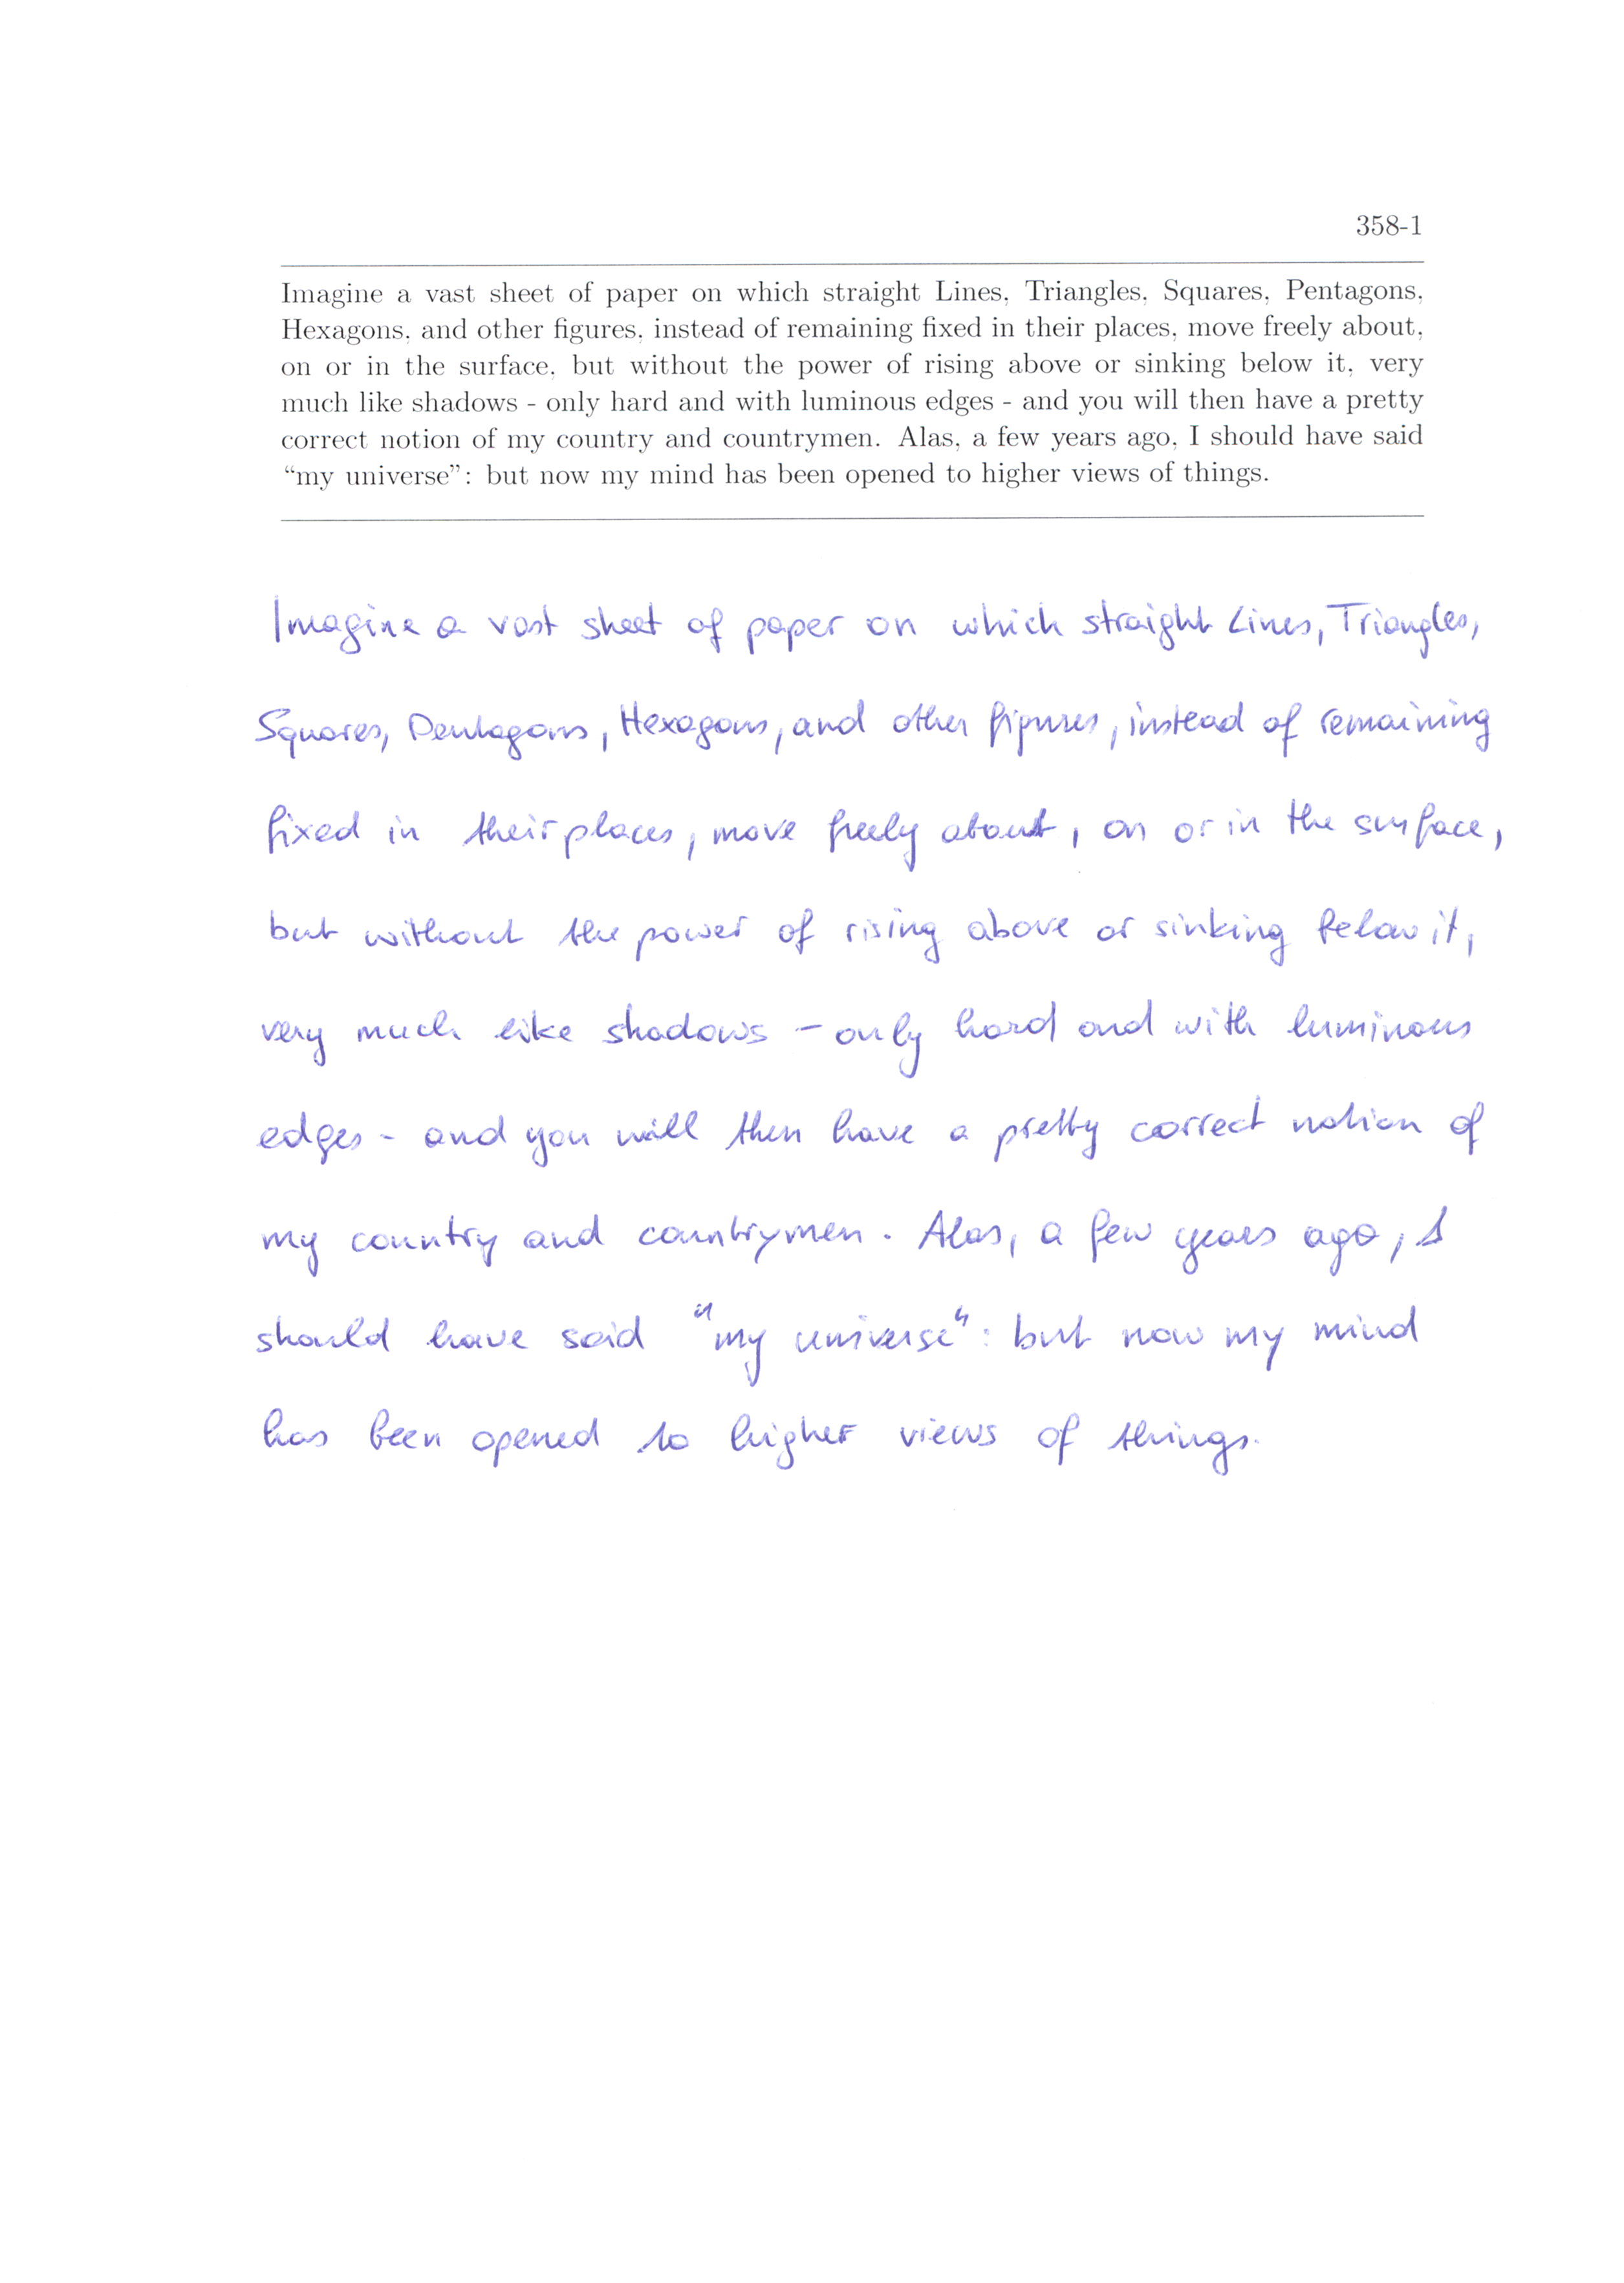 358-1
Imagine a vast sheet of paper on which straight Lines, Triangles, Squares, Pentagons,
Hexagons, and other figures, instead of remaining fixed in their places, move freely about,
on or in the surface, but without the power of rising above or sinking below it, very
much like shadows - only hard and with luminous edges - and you will then have a pretty
correct notion of my country and countrymen. Alas, a few years ago, I should have said
“my universe”: but now my mind has been opened to higher views of things.
Imagine a vast sheet of paper on which straight Lines, Triangles,
Squares, Pentagons, Hexagons, and other figures, instead of remaining
fixed in their places, move freely about, on or in the surface,
but without the power of rising above or sinking below it,
very much like shadows - only hard and with luminous
edges - and you will then have a pretty correct notion of
my country and countrymen. Alas, a few years ago, I
should have said "my universe": but now my mind
has been opened to higher views of things.